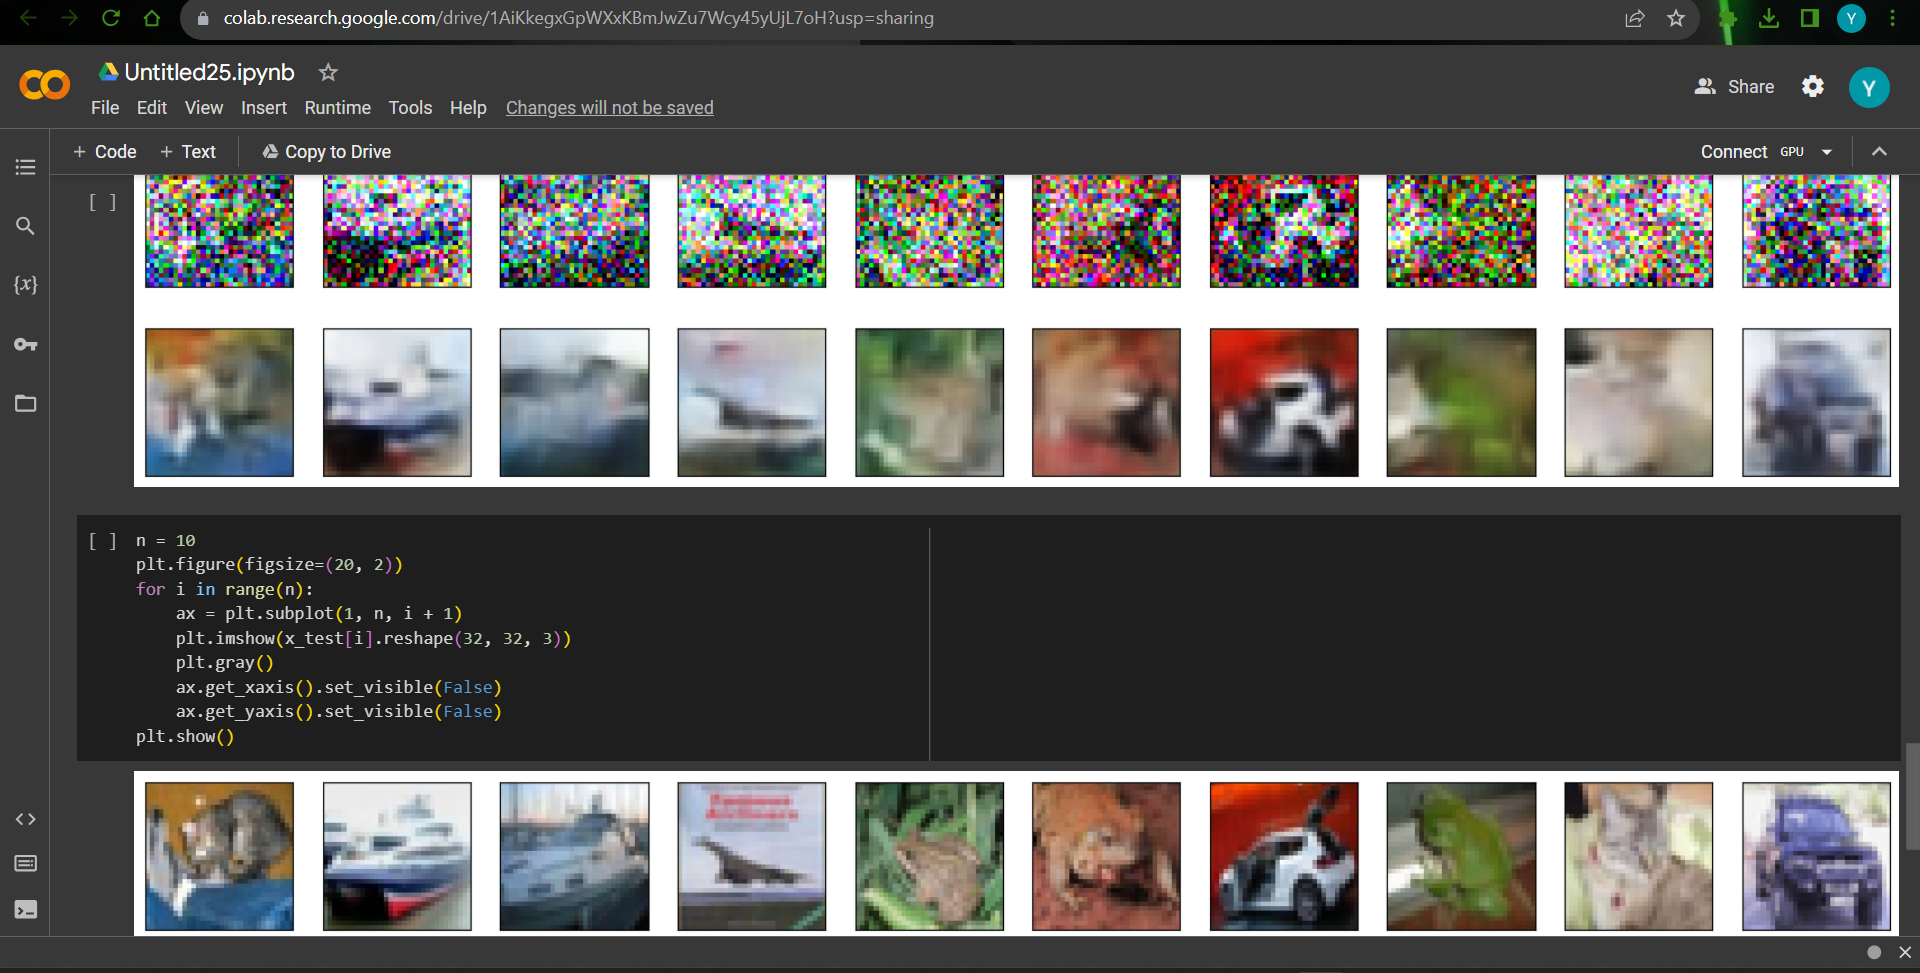 colab.research.google.com/drive/1AiKkegxGpWXxKBmJwZu7Wcy45yUjL7oH?usp=sharing
Y
Untitled25.ipynb
Share
Y
File Edit View Insert Runtime Tools Help Changes will not be saved
+ Code + Text Copy to Drive
Connect GPU
[ ]
{x}
[ ] n = 10
plt.figure(figsize=(20, 2))
for i in range(n):
    ax = plt.subplot(1, n, i + 1)
    plt.imshow(x_test[i].reshape(32, 32, 3))
    plt.gray()
    ax.get_xaxis().set_visible(False)
    ax.get_yaxis().set_visible(False)
plt.show()